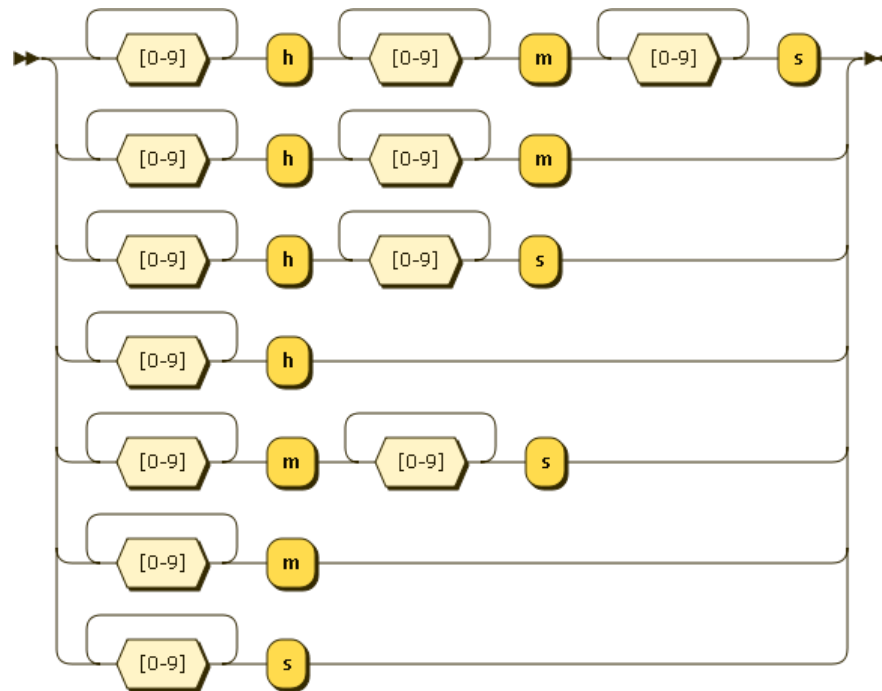 [0-9] h [0-9] m [0-9] s
[0-9] h [0-9] m
[0-9] h [0-9] s
[0-9] h
[0-9] m [0-9] s
[0-9] m
[0-9] s